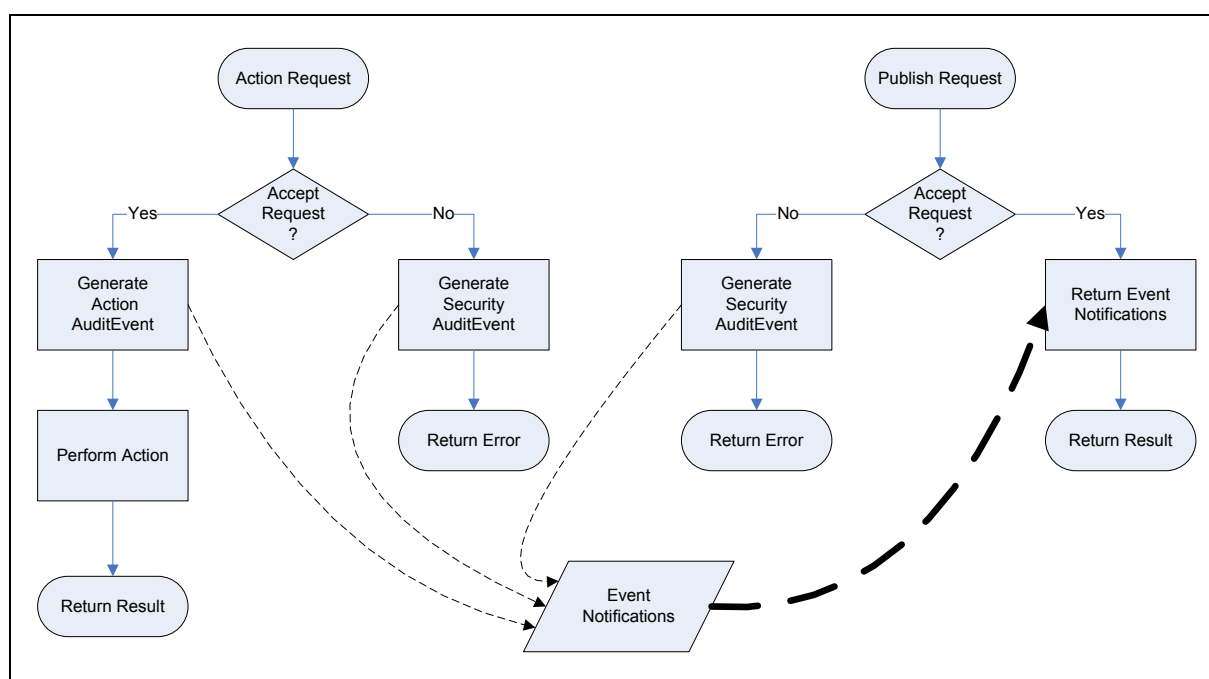 Action Request
Publish Request
Accept
Request
?
Accept
Request
?
Yes
No
No
Yes
Generate
Action
AuditEvent
Generate
Security
AuditEvent
Generate
Security
AuditEvent
Return Event
Notifications
Perform Action
Return Error
Return Error
Return Result
Return Result
Event
Notifications